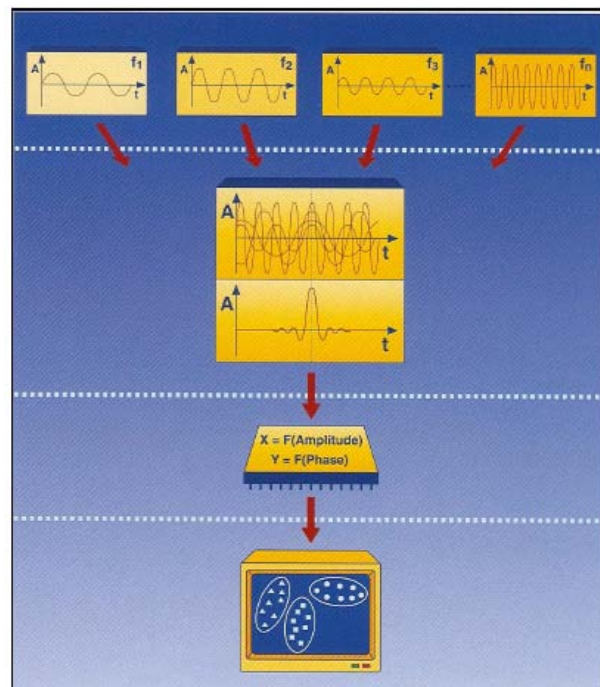 A f1 t
A f2 t
A f3 t
A fn t
A t
A t
X = F(Amplitude)
Y = F(Phase)